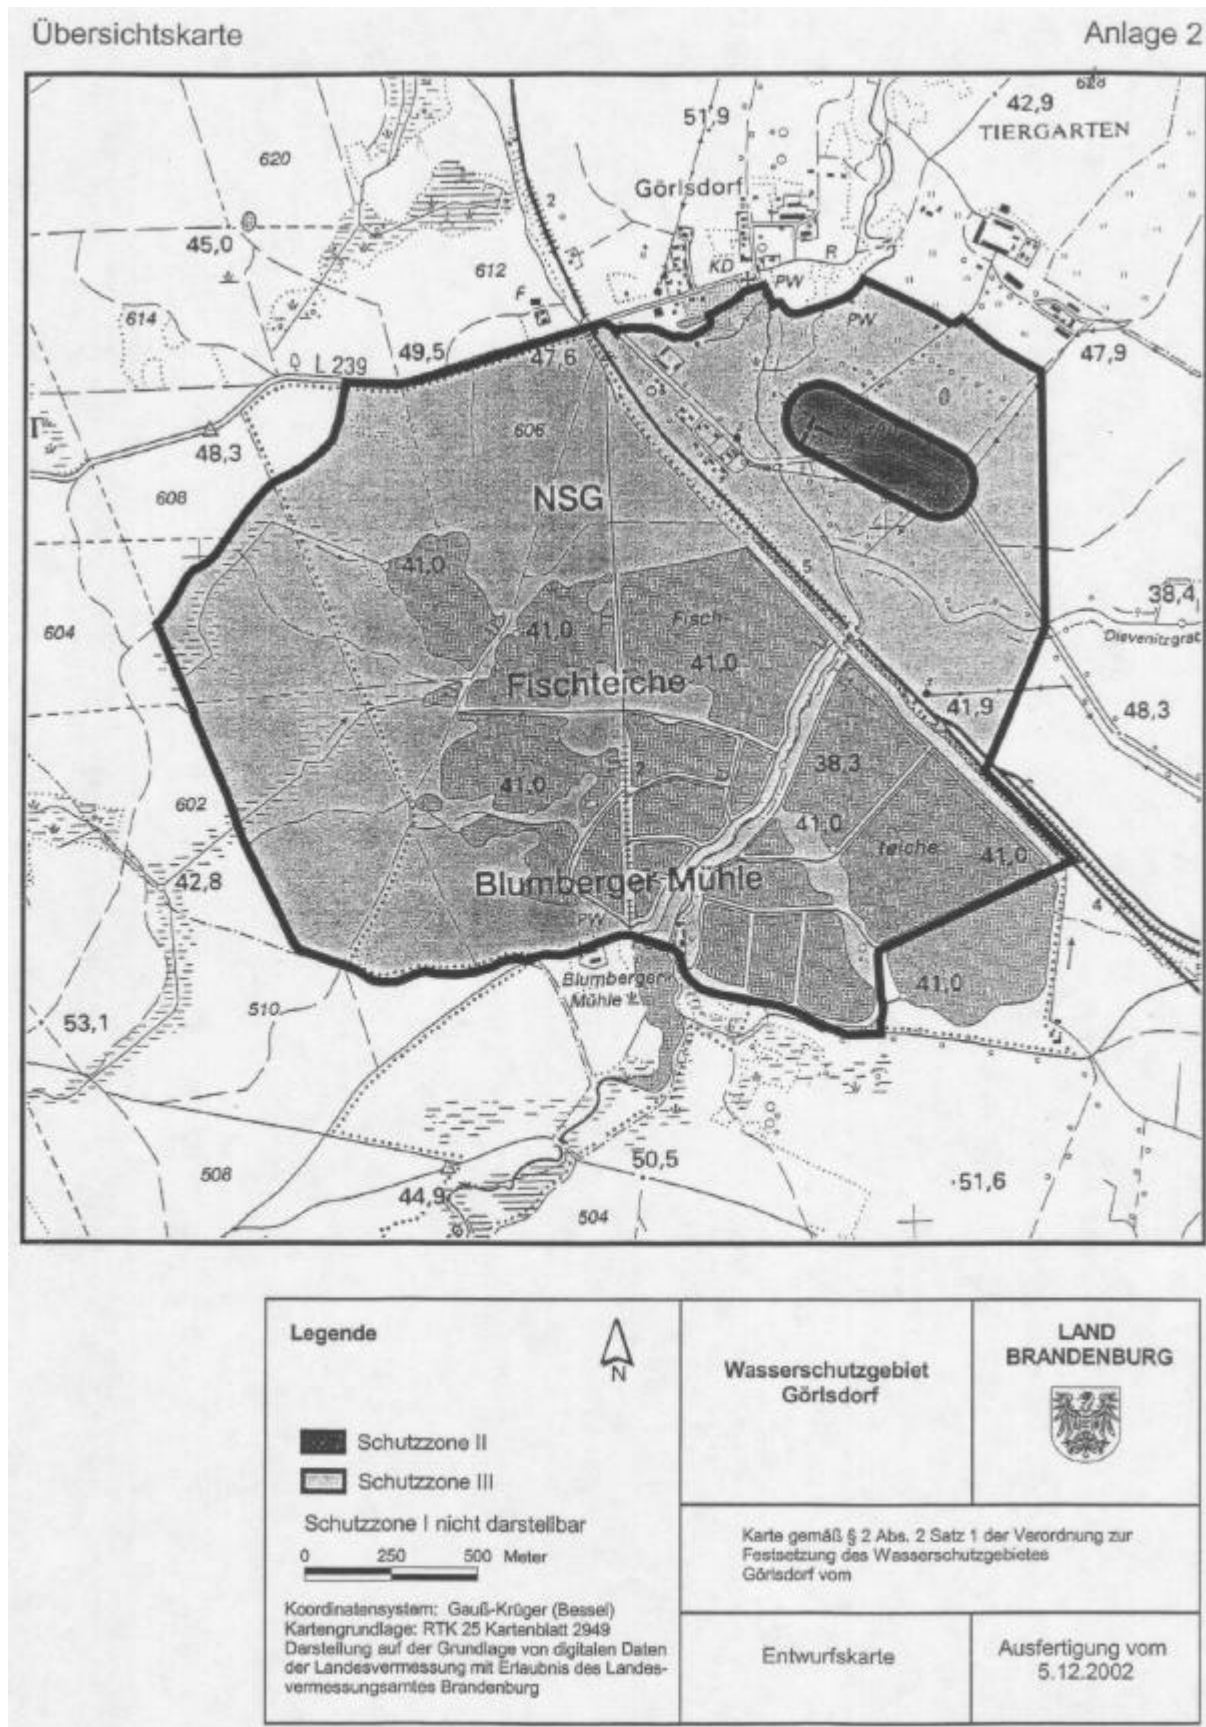 Übersichtskarte
Anlage 2
628
51,9
42,9
TIERGARTEN
620
Görlsdorf
2
45,0
612
KD
R
PW
F
PW
614
49,5
47,6
47,9
L 239
606
48,3
608
NSG
41,0
5
38,4
604
Fisch-
41,0
Dievenitzgrab
41,0
Fischteiche
41,9
48,3
38,3
2
41,0
602
41,0
teiche
41,0
42,8
Blumberger Mühle
4
PW
Blumberger
Mühle
41,0
510
53,1
508
50,5
51,6
44,9
504
Legende
N
Schutzzone II
Schutzzone III
Schutzzone I nicht darstellbar
0 250 500 Meter
Koordinatensystem: Gauß-Krüger (Bessel)
Kartengrundlage: RTK 25 Kartenblatt 2949
Darstellung auf der Grundlage von digitalen Daten
der Landesvermessung mit Erlaubnis des Landes-
vermessungsamtes Brandenburg
Wasserschutzgebiet
Görlsdorf
LAND
BRANDENBURG
Karte gemäß § 2 Abs. 2 Satz 1 der Verordnung zur
Festsetzung des Wasserschutzgebietes
Görlsdorf vom
Entwurfskarte
Ausfertigung vom
5.12.2002